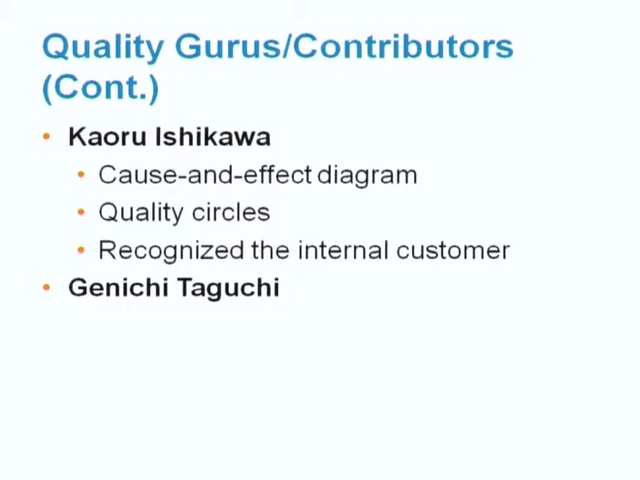 Quality Gurus/Contributors
(Cont.)
• Kaoru Ishikawa
• Cause-and-effect diagram
• Quality circles
• Recognized the internal customer
• Genichi Taguchi